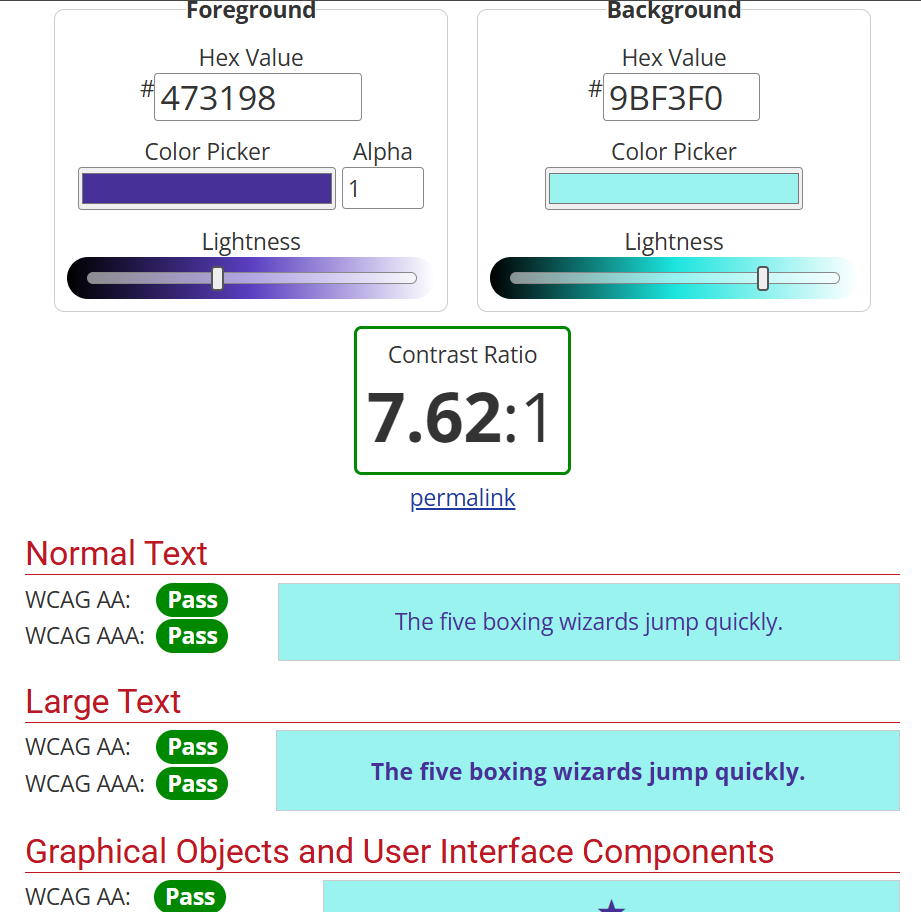 Foreground
Background
Hex Value
Hex Value
#473198
#9BF3F0
Color Picker Alpha
Color Picker
1
Lightness
Lightness
Contrast Ratio
7.62:1
permalink
Normal Text
WCAG AA: Pass
WCAG AAA: Pass
The five boxing wizards jump quickly.
Large Text
WCAG AA: Pass
WCAG AAA: Pass
The five boxing wizards jump quickly.
Graphical Objects and User Interface Components
WCAG AA: Pass